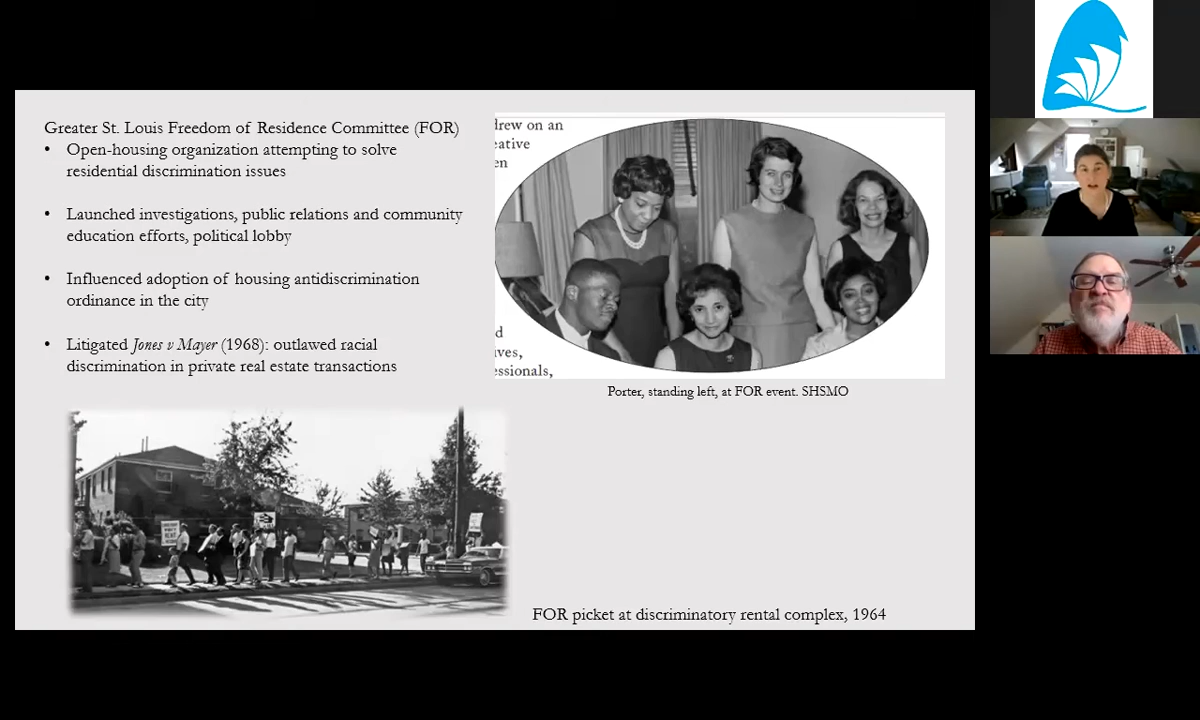 Greater St. Louis Freedom of Residence Committee (FOR)
• Open-housing organization attempting to solve
residential discrimination issues
• Launched investigations, public relations and community
education efforts, political lobby
• Influenced adoption of housing antidiscrimination
ordinance in the city
• Litigated Jones v Mayer (1968): outlawed racial
discrimination in private real estate transactions
drew on an
eative
en
d
ives,
essionals,
Porter, standing left, at FOR event. SHSMO
RENT
FOR picket at discriminatory rental complex, 1964